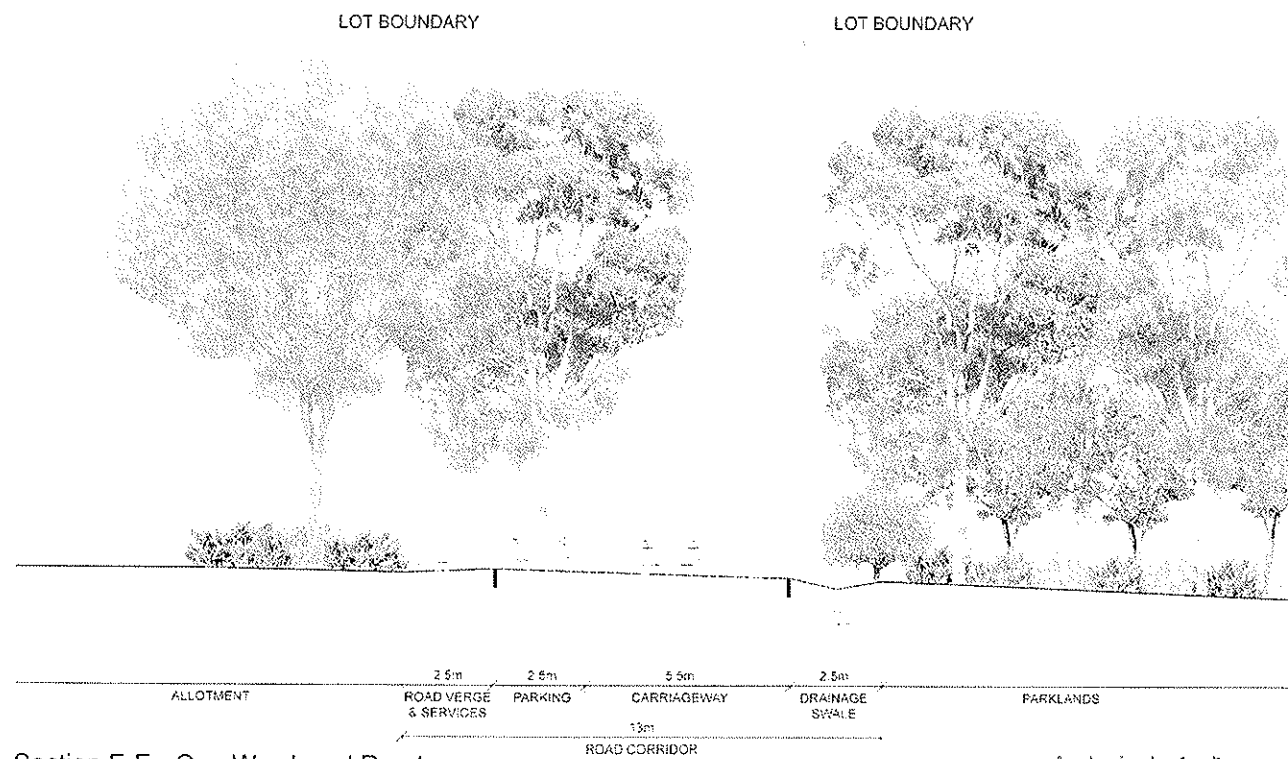 LOT BOUNDARY
LOT BOUNDARY
2.5m
2.5m
5.5m
2.5m
ALLOTMENT
ROAD VERGE
& SERVICES
PARKING
CARRIAGEWAY
DRAINAGE
SWALE
PARKLANDS
13m
ROAD CORRIDOR